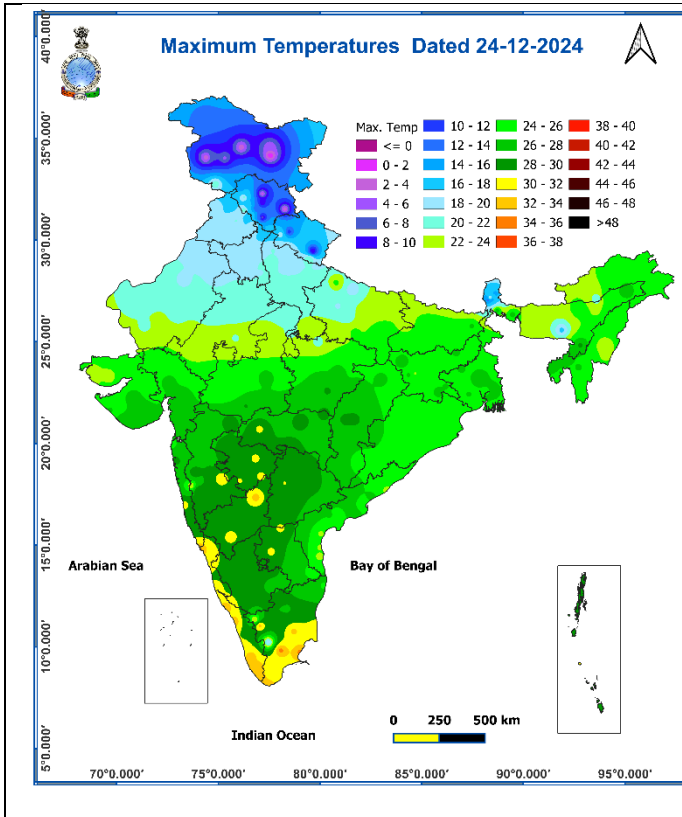 Maximum Temperatures Dated 24-12-2024
Max. Temp
<= 0
0 - 2
2 - 4
4 - 6
6 - 8
8 - 10
10 - 12
12 - 14
14 - 16
16 - 18
18 - 20
20 - 22
22 - 24
24 - 26
26 - 28
28 - 30
30 - 32
32 - 34
34 - 36
36 - 38
38 - 40
40 - 42
42 - 44
44 - 46
46 - 48
>48
40°0.000'
35°0.000'
30°0.000'
25°0.000'
20°0.000'
15°0.000'
10°0.000'
5°0.000'
Arabian Sea
Bay of Bengal
Indian Ocean
0 250 500 km
70°0.000' 75°0.000' 80°0.000' 85°0.000' 90°0.000' 95°0.000'